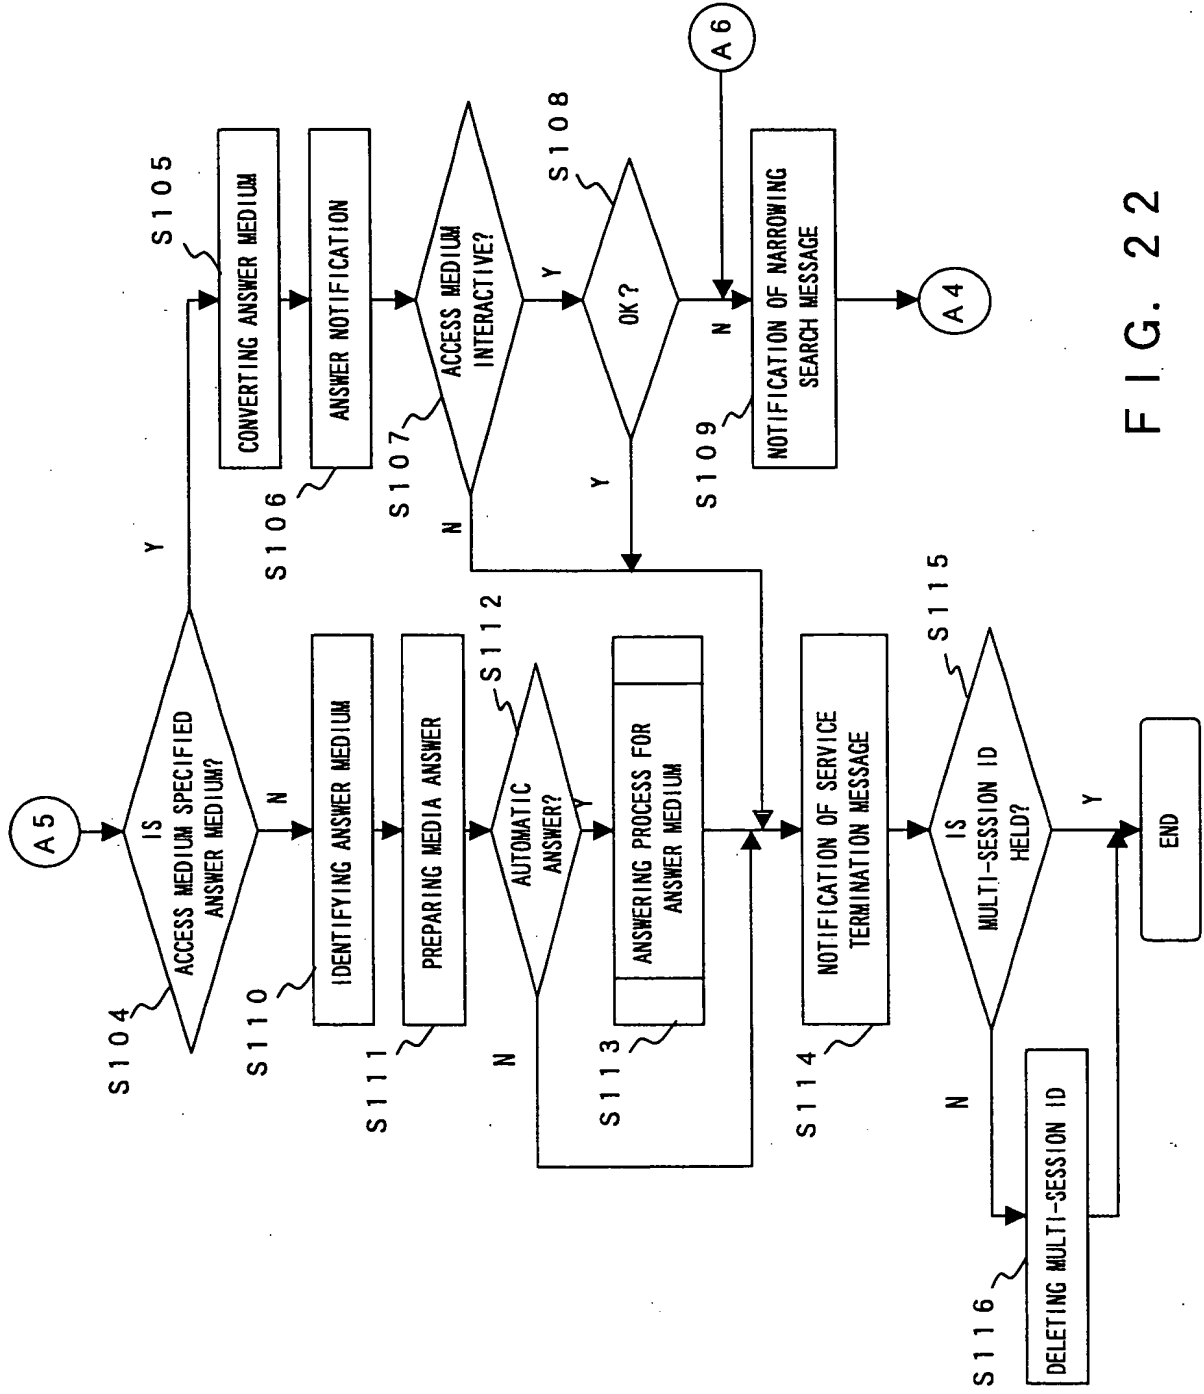 A5
IS
ACCESS MEDIUM SPECIFIED
ANSWER MEDIUM?
S104
Y
N
S105
CONVERTING ANSWER MEDIUM
S106
ANSWER NOTIFICATION
S107
ACCESS MEDIUM
INTERACTIVE?
N
Y
S108
OK?
Y
N
A6
S109
NOTIFICATION OF NARROWING
SEARCH MESSAGE
A4
S110
IDENTIFYING ANSWER MEDIUM
S111
PREPARING MEDIA ANSWER
S112
AUTOMATIC
ANSWER?
N
Y
S113
ANSWERING PROCESS FOR
ANSWER MEDIUM
S114
NOTIFICATION OF SERVICE
TERMINATION MESSAGE
S115
IS
MULTI-SESSION ID
HELD?
N
Y
S116
DELETING MULTI-SESSION ID
END
FIG. 22